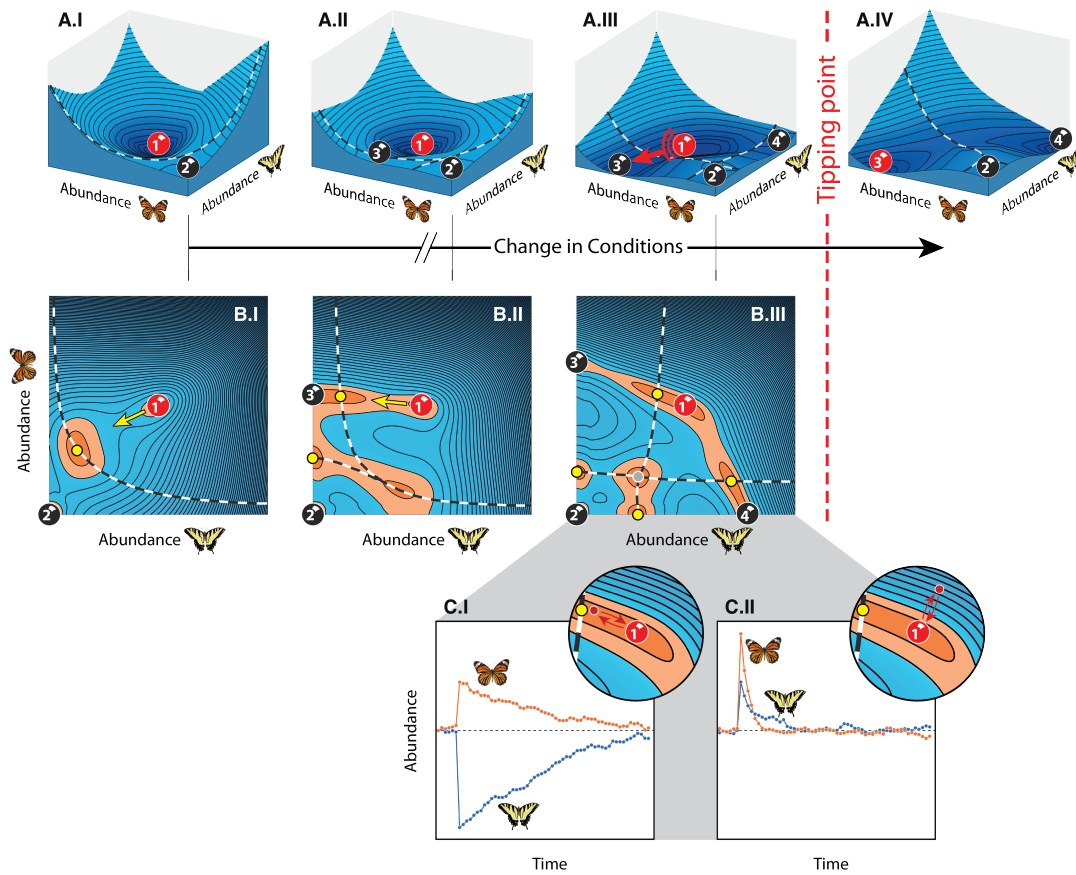 A.I
A.II
A.III
A.IV
1
2
Abundance
Abundance
3
1
2
Abundance
Abundance
1
3
4
2
Abundance
Abundance
Tipping point
3
4
2
Abundance
Abundance
Change in Conditions
B.I
1
2
Abundance
Abundance
B.II
3
1
2
Abundance
B.III
3
1
2
4
Abundance
C.I
1
Abundance
Time
C.II
1
Time